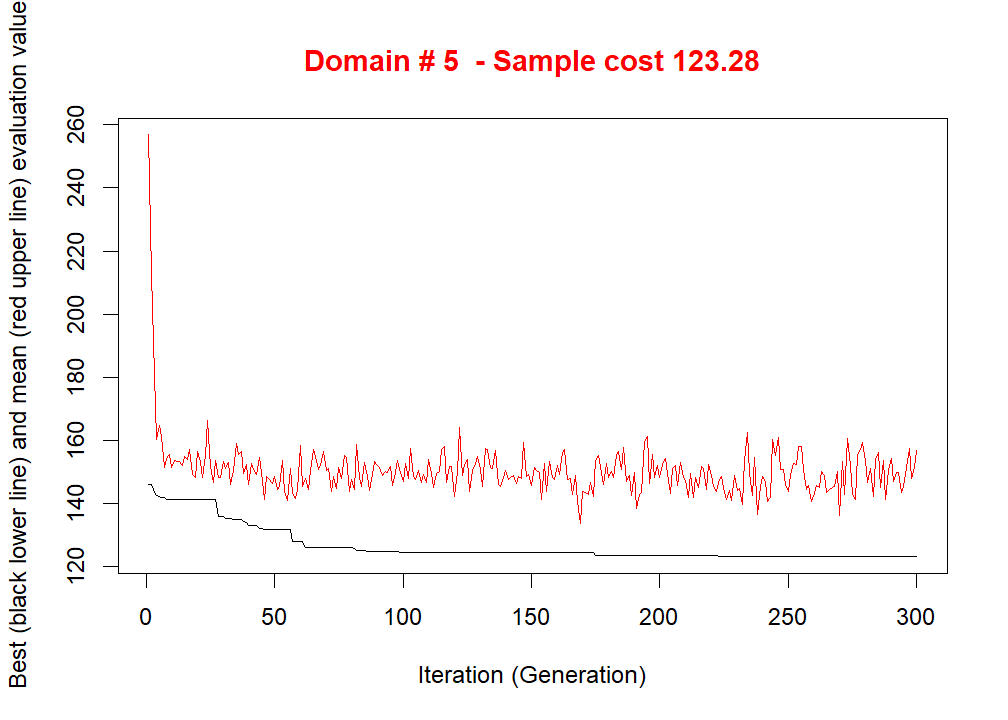 Domain # 5  - Sample cost 123.28
Best (black lower line) and mean (red upper line) evaluation value
260
240
220
200
180
160
140
120
0 50 100 150 200 250 300
Iteration (Generation)